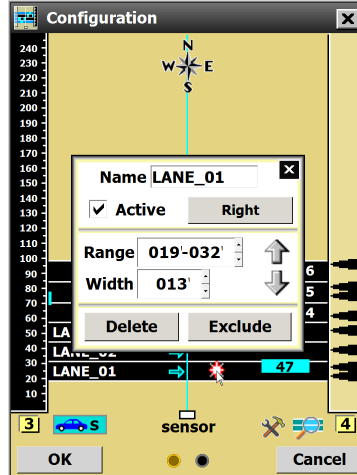 Configuration
X
N
W E
S
240
230
220
210
200
190
180
170
160
150
140
130
120
110
100
90
80
70
60
50
40
30
20
10
Name LANE_01
X
Active Right
Range 019'-032'
Width 013'
Delete Exclude
6
5
4
LA
LANE_02
LANE_01 47
3 S sensor 4
OK Cancel